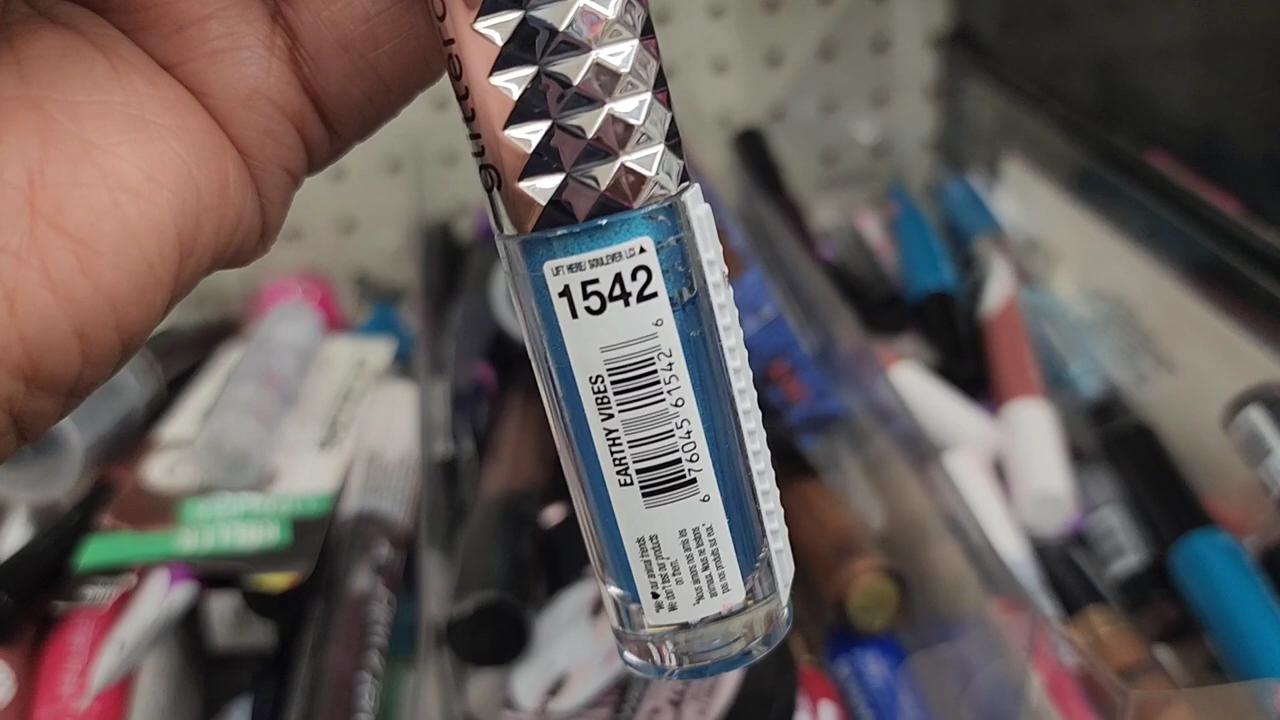 glitter
LIFT HERE/ SOULEVER ICI ▲
1542
EARTHY VIBES
6 76045 61542 6
"We ♥ our animal friends.
We don't test our products
on them.
"Nous aimons nos amis les
animaux. Nous ne testons
pas nos produits sur eux."